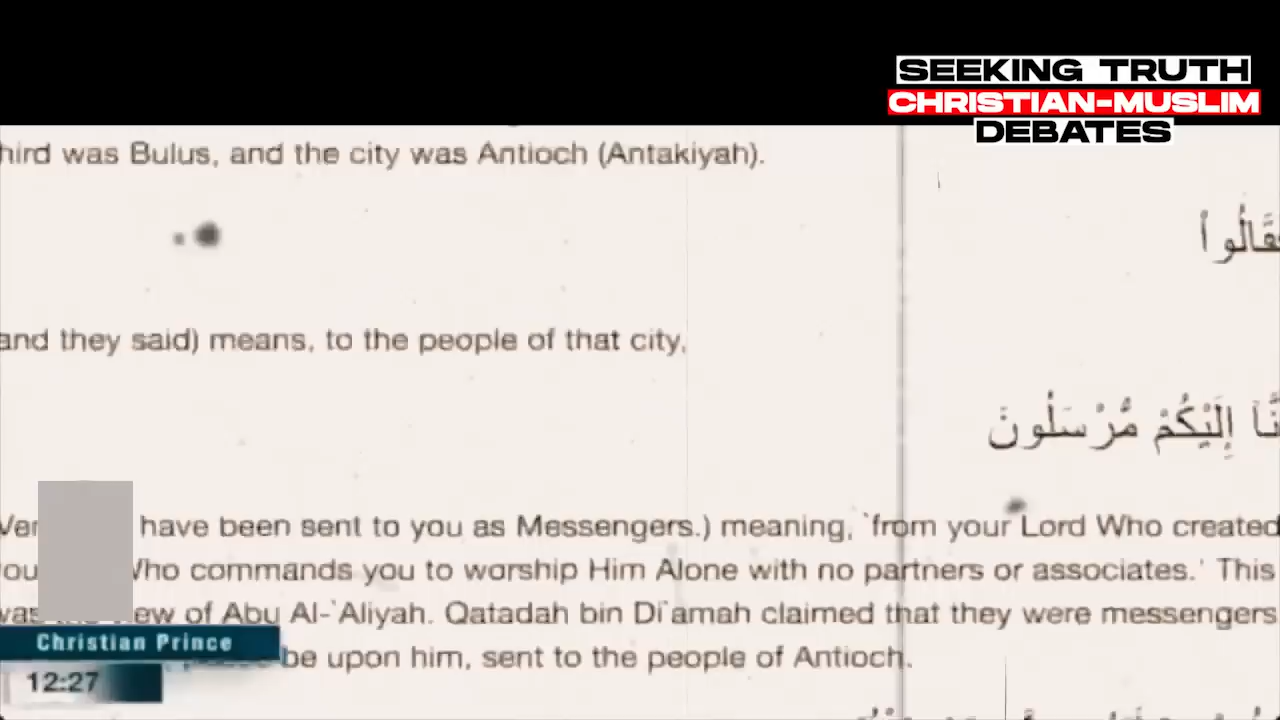 SEEKING TRUTH
CHRISTIAN-MUSLIM
DEBATES
hird was Bulus, and the city was Antioch (Antakiyah).
فَقَالُواْ
and they said) means, to the people of that city,
إِلَيْكُمْ مُّرْسَلُونَ
have been sent to you as Messengers.) meaning, `from your Lord Who created
Who commands you to worship Him Alone with no partners or associates.' This
was ew of Abu Al-`Aliyah. Qatadah bin Di`amah claimed that they were messengers
be upon him, sent to the people of Antioch.
Christian Prince
12:27